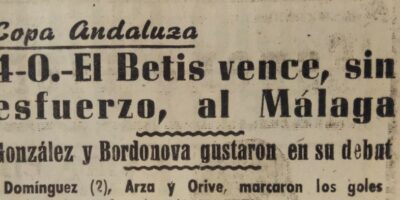 Copa Andaluza
4-0.-El Betis vence, sin
esfuerzo, al Málaga
González y Bordonova gustaron en su debut
Domínguez (2), Arza y Orive, marcaron los goles